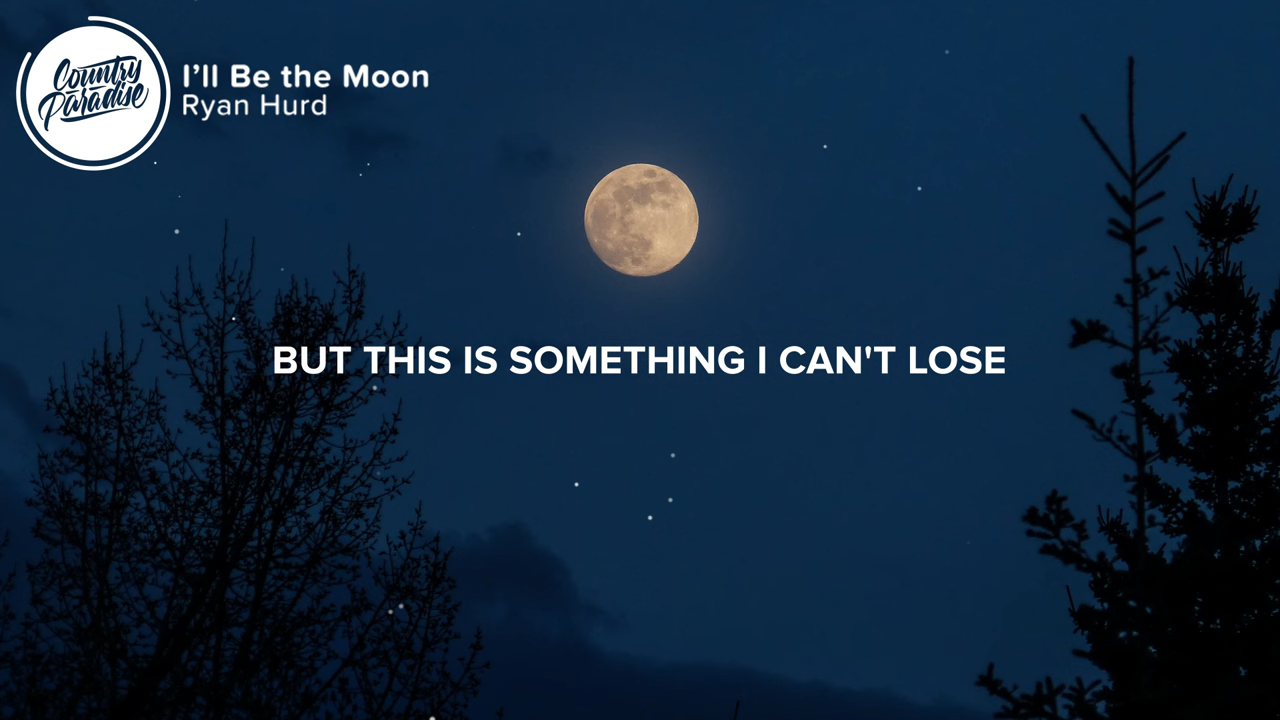 Country
Paradise
I'll Be the Moon
Ryan Hurd
BUT THIS IS SOMETHING I CAN'T LOSE